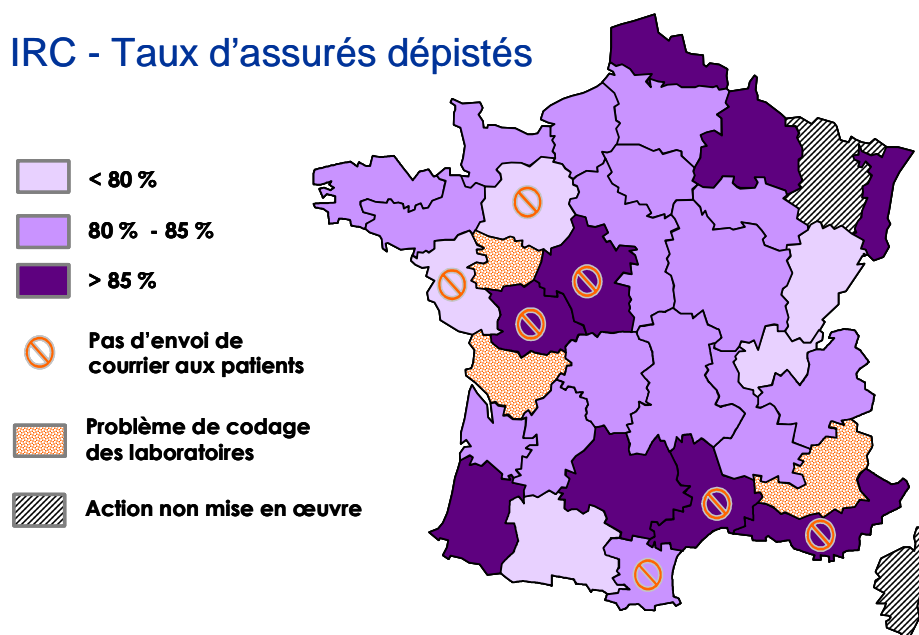 IRC - Taux d'assurés dépistés
< 80 %
80 % - 85 %
> 85 %
Pas d'envoi de
courrier aux patients
Problème de codage
des laboratoires
Action non mise en œuvre